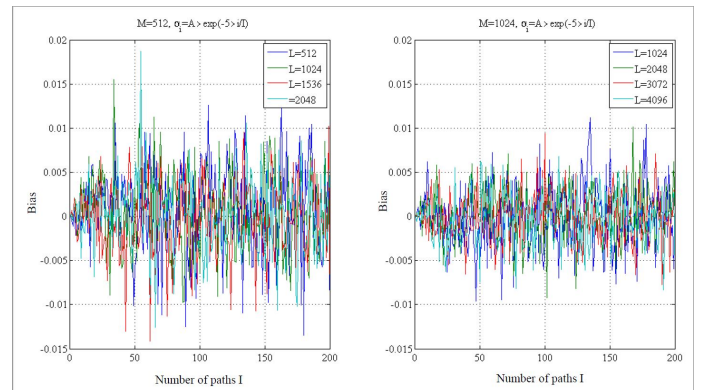 M=512, σi=A>exp(-5>i/I)
0.02
0.015
0.01
0.005
0
-0.005
-0.01
-0.015
Bias
0 50 100 150 200
Number of paths I
L=512
L=1024
L=1536
=2048
M=1024, σi=A>exp(-5>i/I)
0.02
0.015
0.01
0.005
0
-0.005
-0.01
-0.015
Bias
0 50 100 150 200
Number of paths I
L=1024
L=2048
L=3072
L=4096